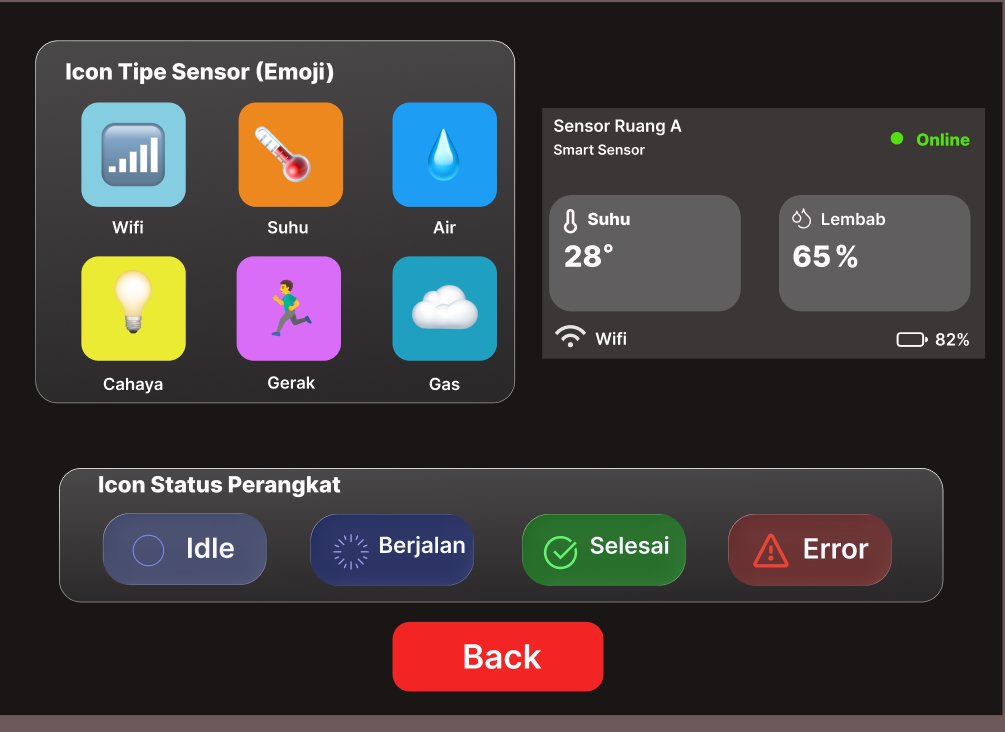 Icon Tipe Sensor (Emoji)
Wifi
Suhu
Air
Cahaya
Gerak
Gas
Sensor Ruang A
Smart Sensor
Online
Suhu
28°
Lembab
65%
Wifi
82%
Icon Status Perangkat
Idle
Berjalan
Selesai
Error
Back